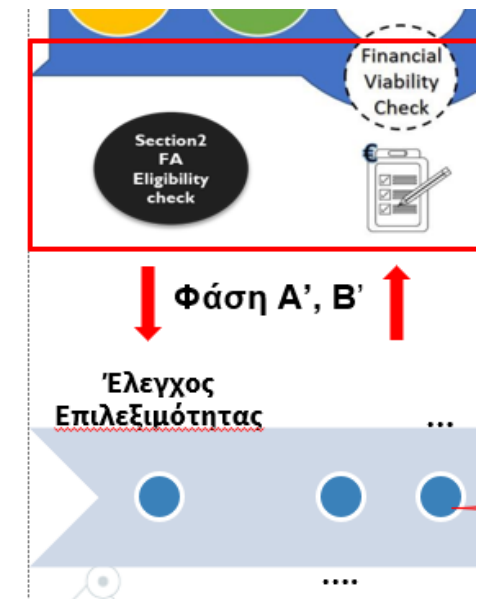 Financial
Viability
Check
Section2
FA
Eligibility
check
€
Φάση Α’, Β’
Έλεγχος
Επιλεξιμότητας
...
....